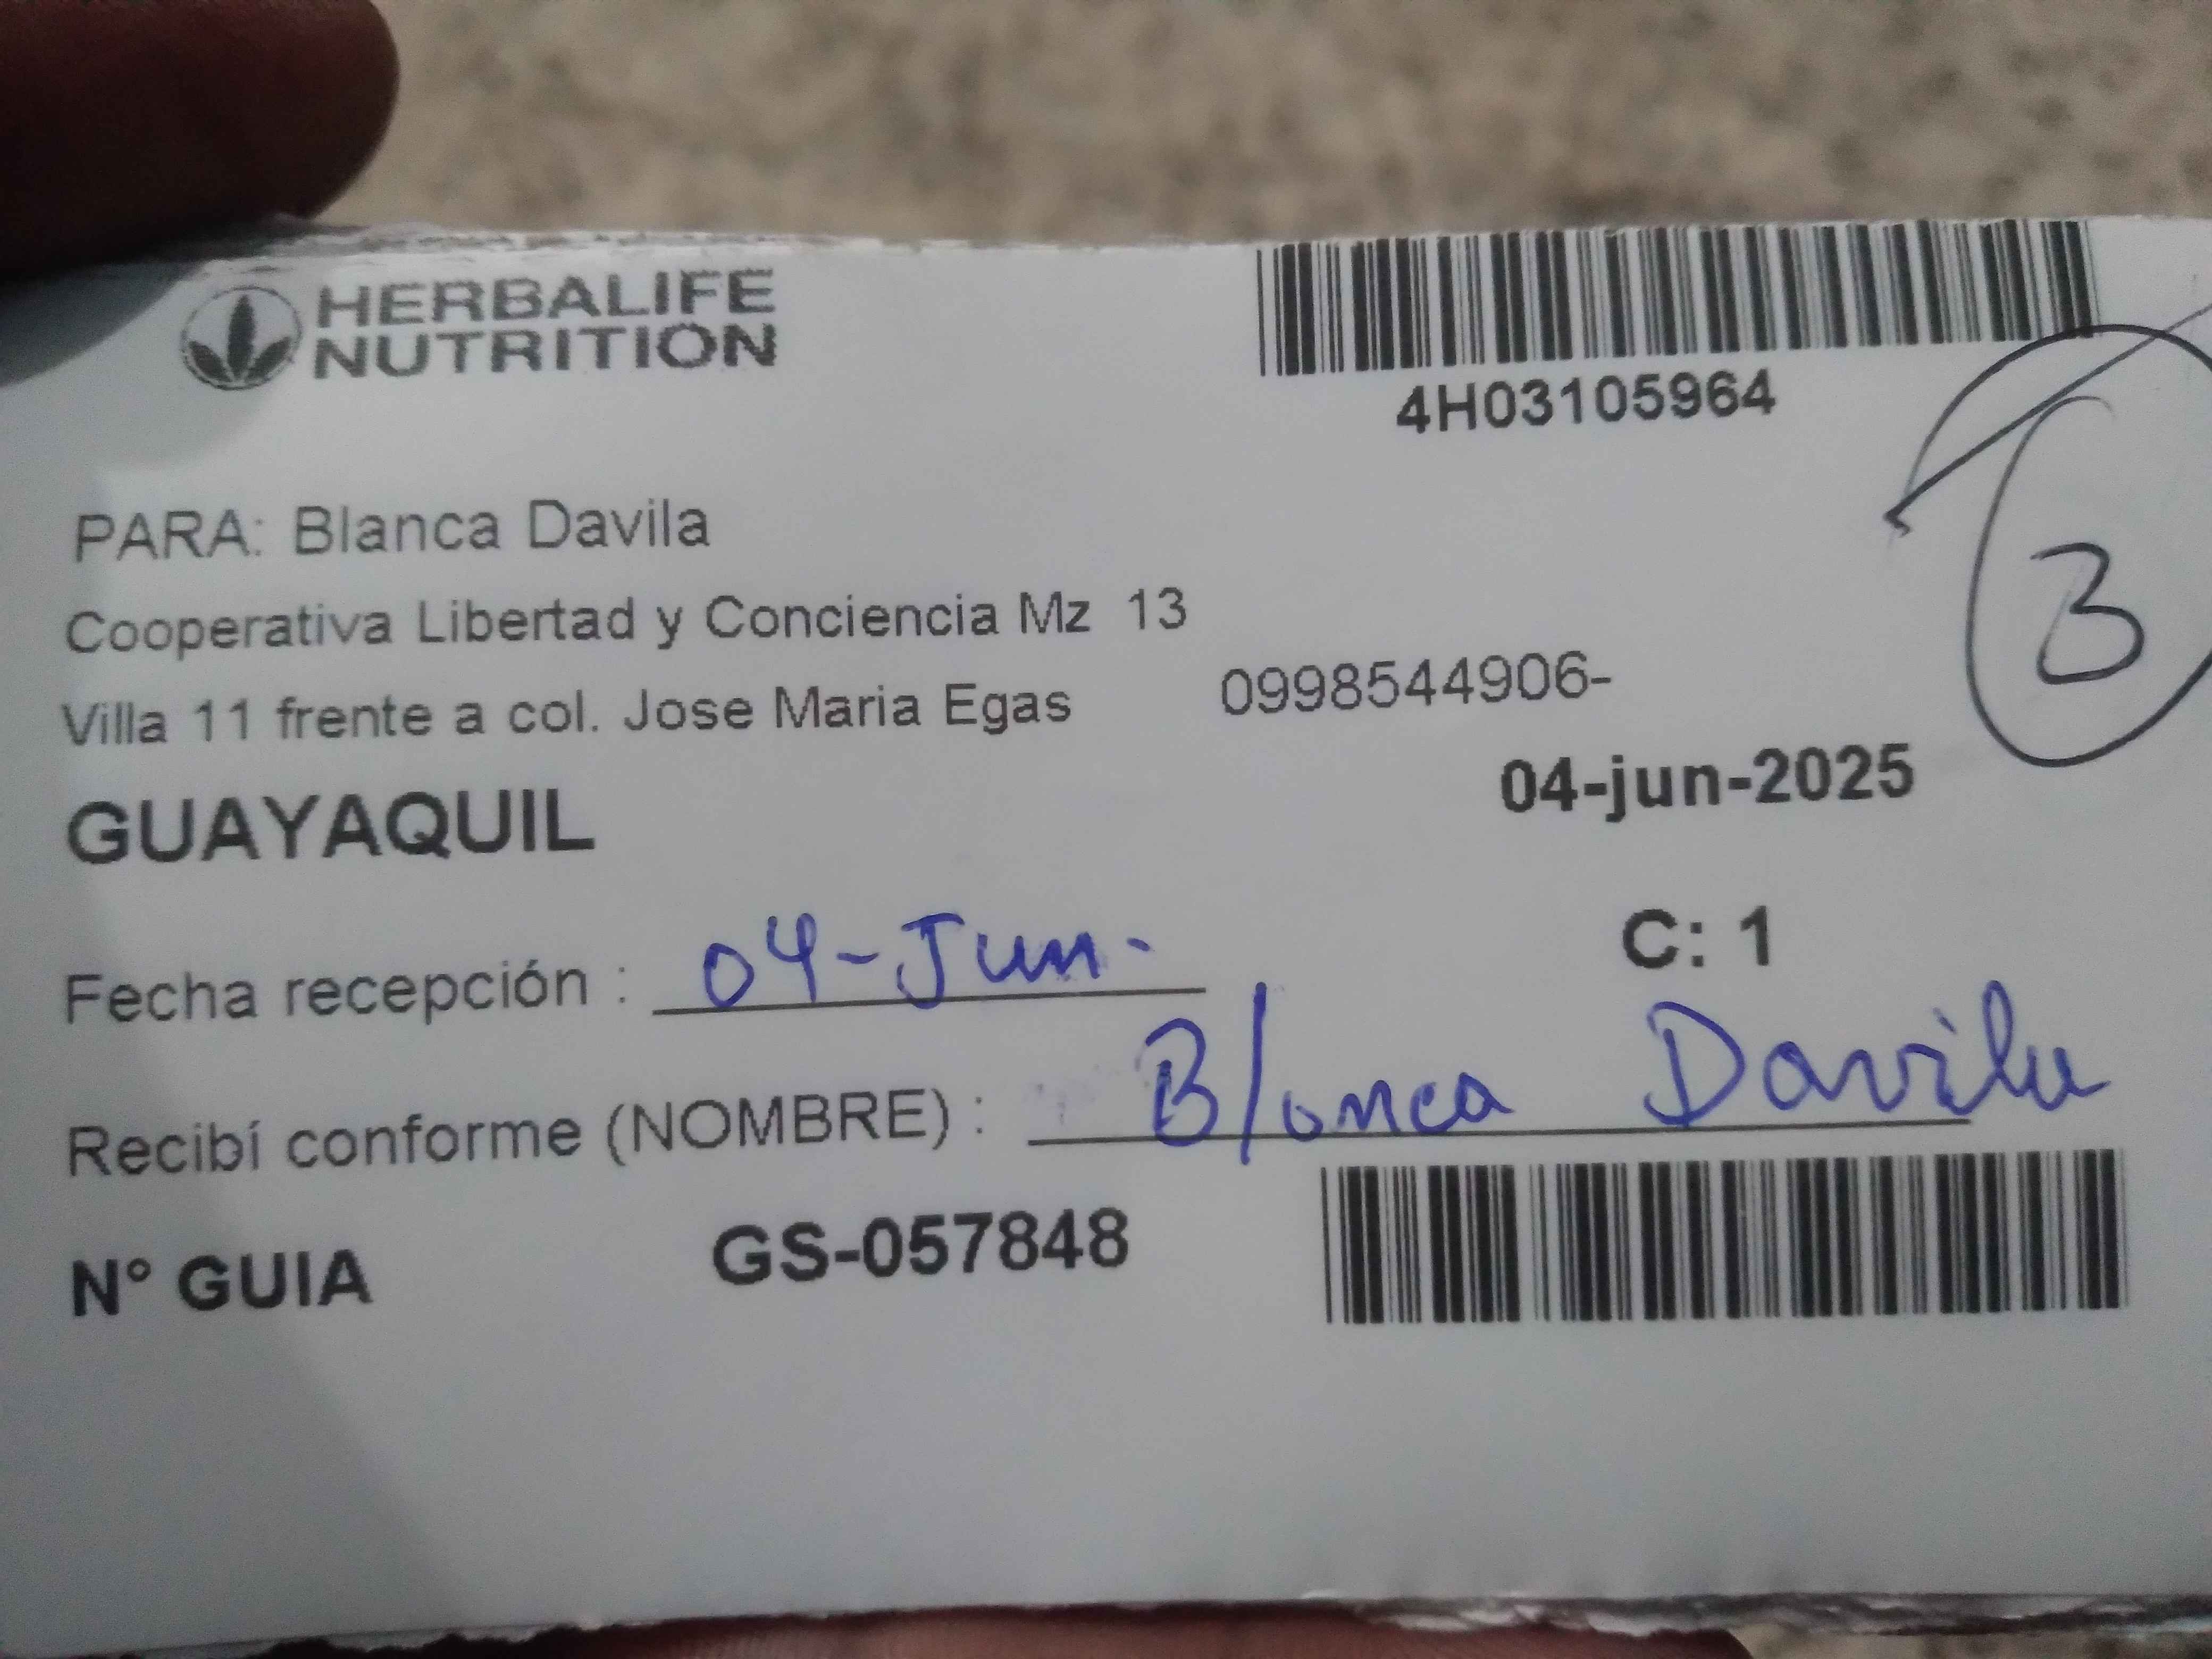 HERBALIFE
NUTRITION
4H03105964
PARA: Blanca Davila
Cooperativa Libertad y Conciencia Mz 13
Villa 11 frente a col. Jose Maria Egas 0998544906-
GUAYAQUIL 04-jun-2025
3
C: 1
Fecha recepción : 04-Jun-
Recibí conforme (NOMBRE) : Blanca Davila
N° GUIA GS-057848